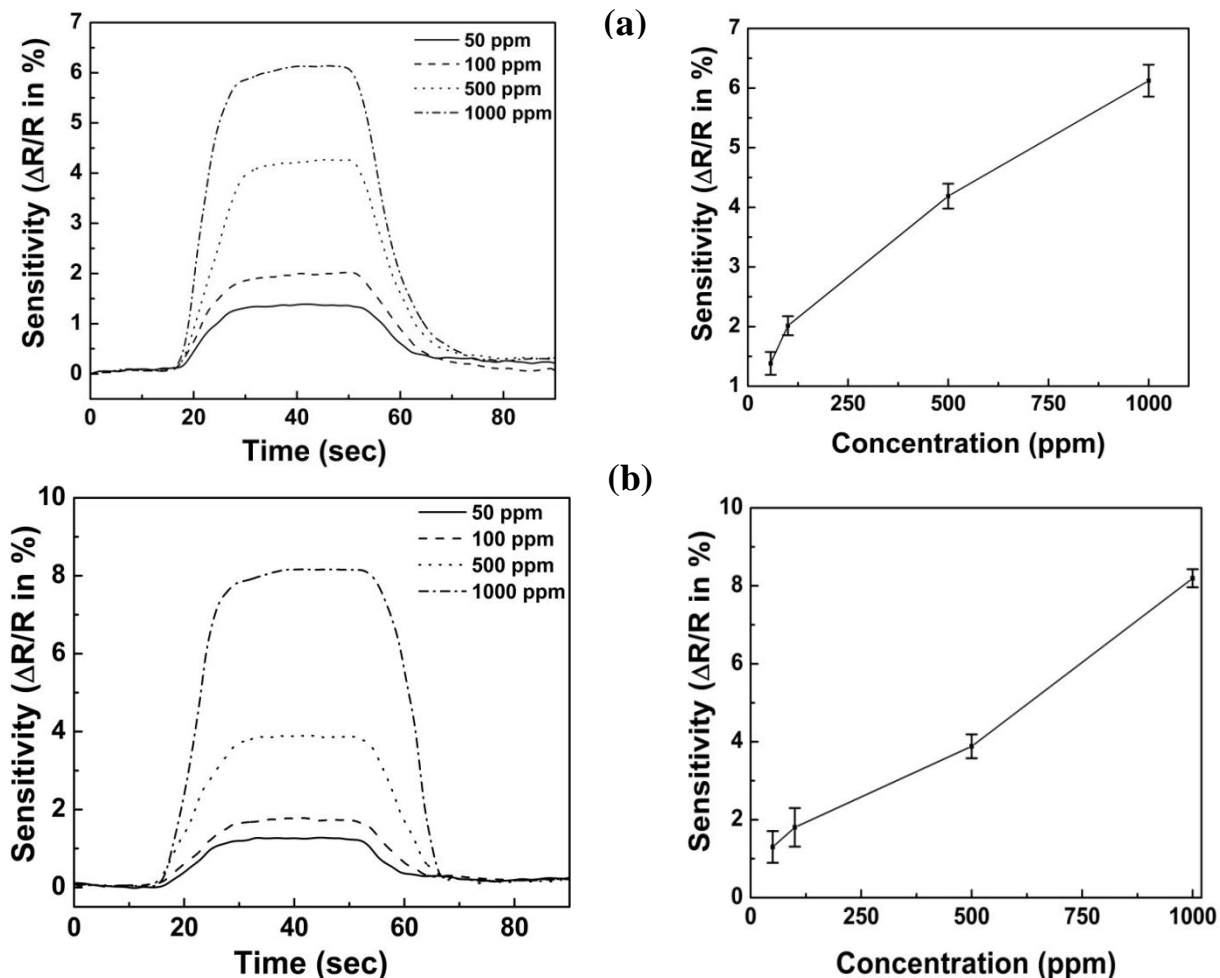 (a)
7
6
5
4
3
2
1
0
Sensitivity (ΔR/R in %)
50 ppm
100 ppm
500 ppm
1000 ppm
0 20 40 60 80
Time (sec)
7
6
5
4
3
2
1
Sensitivity (ΔR/R in %)
0 250 500 750 1000
Concentration (ppm)
(b)
10
8
6
4
2
0
Sensitivity (ΔR/R in %)
50 ppm
100 ppm
500 ppm
1000 ppm
0 20 40 60 80
Time (sec)
10
8
6
4
2
0
Sensitivity (ΔR/R in %)
0 250 500 750 1000
Concentration (ppm)